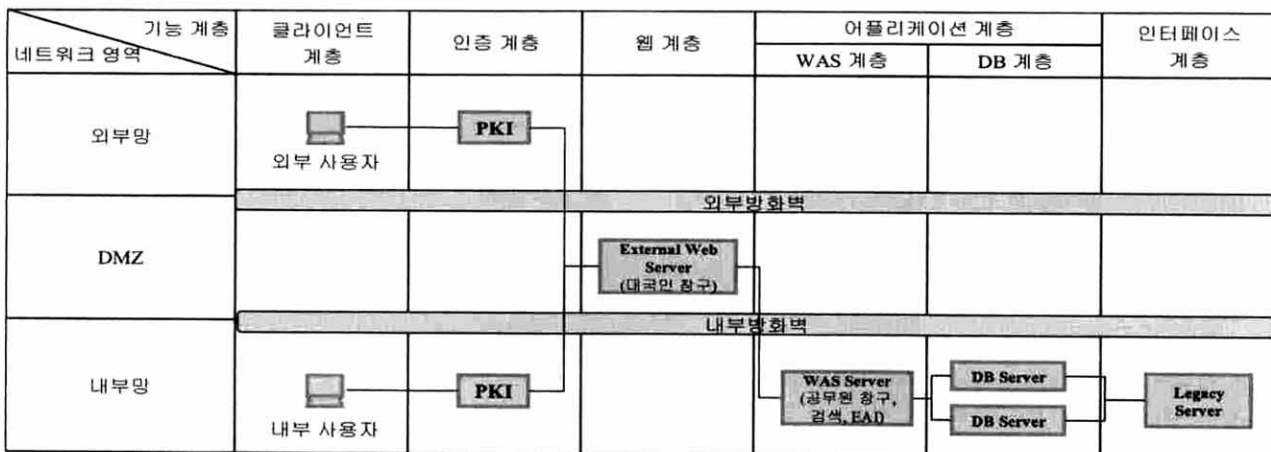 기능 계층
네트워크 영역
클라이언트
계층
인증 계층
웹 계층
어플리케이션 계층
WAS 계층
DB 계층
인터페이스
계층
외부망
외부 사용자
PKI
외부방화벽
DMZ
External Web
Server
(대국민 창구)
내부방화벽
내부망
내부 사용자
PKI
WAS Server
(공무원 창구,
검색, EAI)
DB Server
DB Server
Legacy
Server